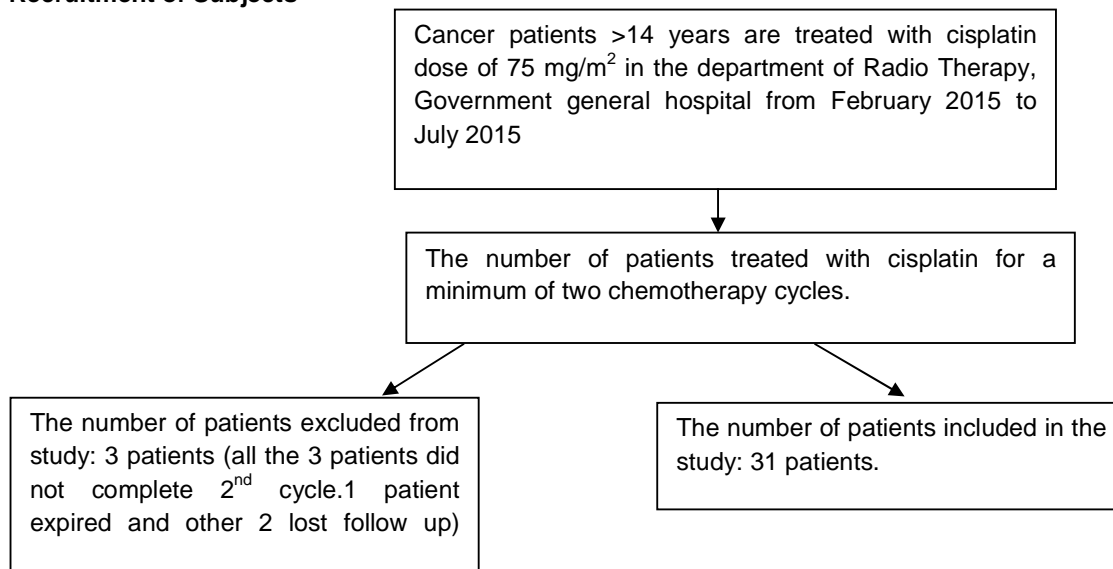 Recruitment of Subjects
Cancer patients >14 years are treated with cisplatin
dose of 75 mg/m² in the department of Radio Therapy,
Government general hospital from February 2015 to
July 2015
The number of patients treated with cisplatin for a
minimum of two chemotherapy cycles.
The number of patients excluded from
study: 3 patients (all the 3 patients did
not complete 2nd cycle.1 patient
expired and other 2 lost follow up)
The number of patients included in the
study: 31 patients.